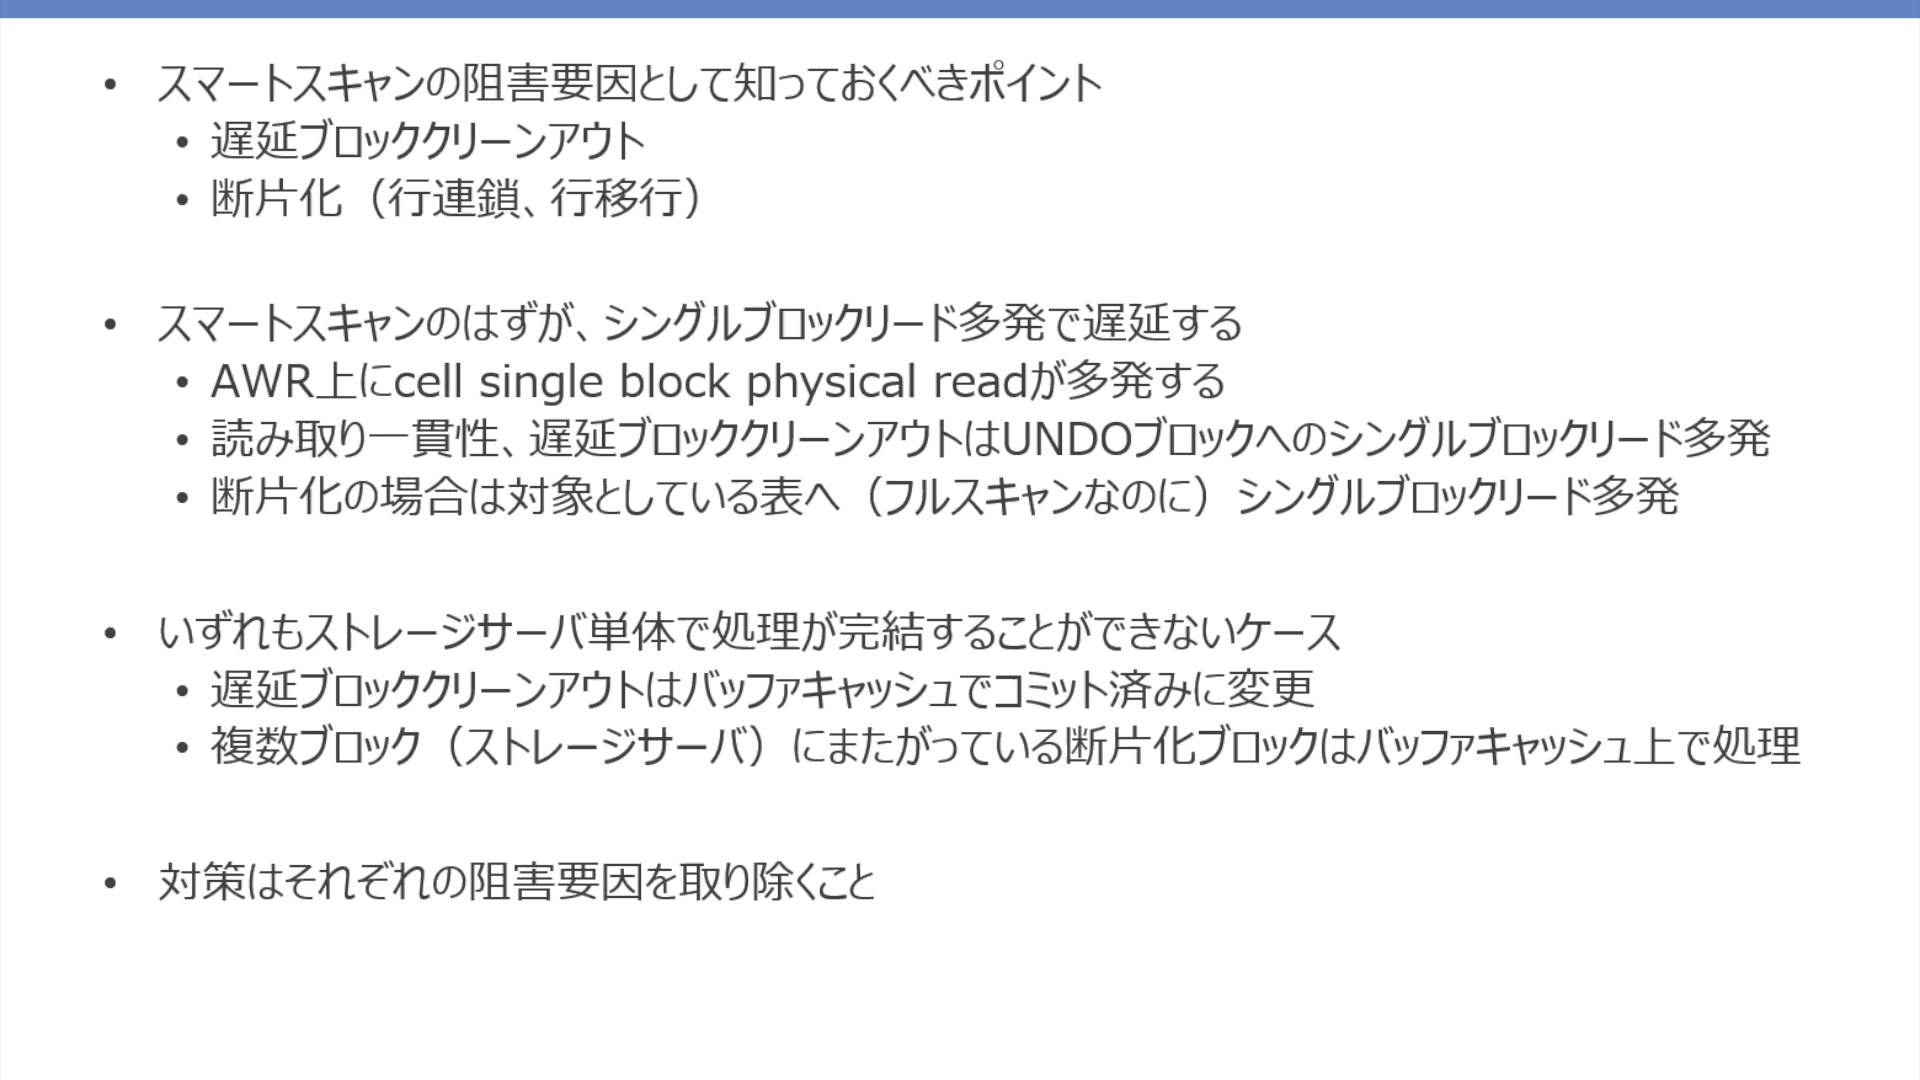 • スマートスキャンの阻害要因として知っておくべきポイント
• 遅延ブロッククリーンアウト
• 断片化（行連鎖、行移行）
• スマートスキャンのはずが、シングルブロックリード多発で遅延する
• AWR上にcell single block physical readが多発する
• 読み取り一貫性、遅延ブロッククリーンアウトはUNDOブロックへのシングルブロックリード多発
• 断片化の場合は対象としている表へ（フルスキャンなのに）シングルブロックリード多発
• いずれもストレージサーバ単体で処理が完結することができないケース
• 遅延ブロッククリーンアウトはバッファキャッシュでコミット済みに変更
• 複数ブロック（ストレージサーバ）にまたがっている断片化ブロックはバッファキャッシュ上で処理
• 対策はそれぞれの阻害要因を取り除くこと